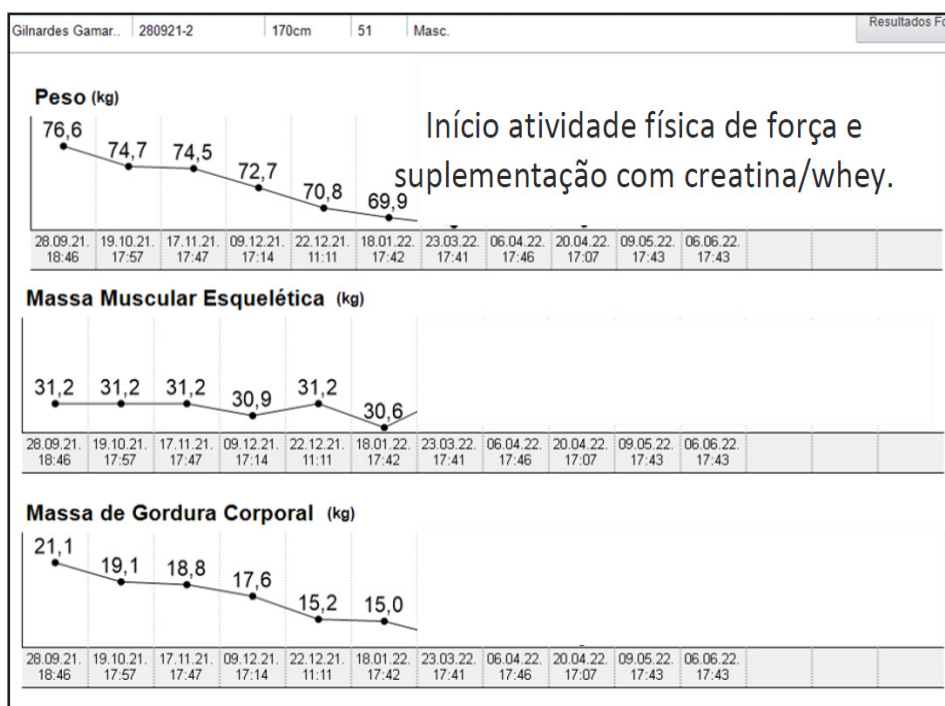 Gilnardes Gamar.. 280921-2 170cm 51 Masc. Resultados Fo
Peso (kg)
Início atividade física de força e
suplementação com creatina/whey.
76,6 74,7 74,5 72,7 70,8 69,9
28.09.21. 19.10.21. 17.11.21. 09.12.21. 22.12.21. 18.01.22. 23.03.22. 06.04.22. 20.04.22. 09.05.22. 06.06.22.
18:46 17:57 17:47 17:14 11:11 17:42 17:41 17:46 17:07 17:43 17:43
Massa Muscular Esquelética (kg)
31,2 31,2 31,2 30,9 31,2 30,6
28.09.21. 19.10.21. 17.11.21. 09.12.21. 22.12.21. 18.01.22. 23.03.22. 06.04.22. 20.04.22. 09.05.22. 06.06.22.
18:46 17:57 17:47 17:14 11:11 17:42 17:41 17:46 17:07 17:43 17:43
Massa de Gordura Corporal (kg)
21,1 19,1 18,8 17,6 15,2 15,0
28.09.21. 19.10.21. 17.11.21. 09.12.21. 22.12.21. 18.01.22. 23.03.22. 06.04.22. 20.04.22. 09.05.22. 06.06.22.
18:46 17:57 17:47 17:14 11:11 17:42 17:41 17:46 17:07 17:43 17:43